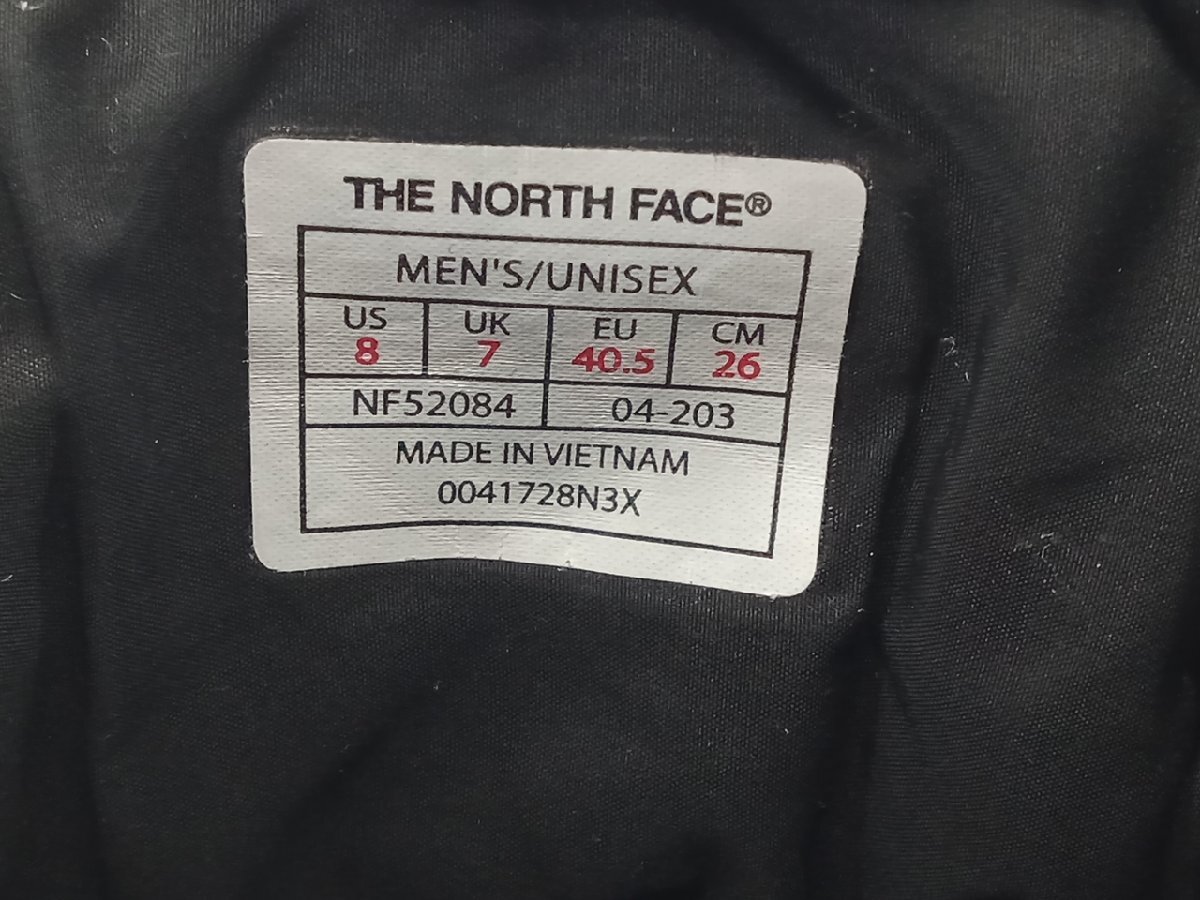 THE NORTH FACE®
MEN'S/UNISEX
US UK EU CM
8 7 40.5 26
NF52084 04-203
MADE IN VIETNAM
0041728N3X